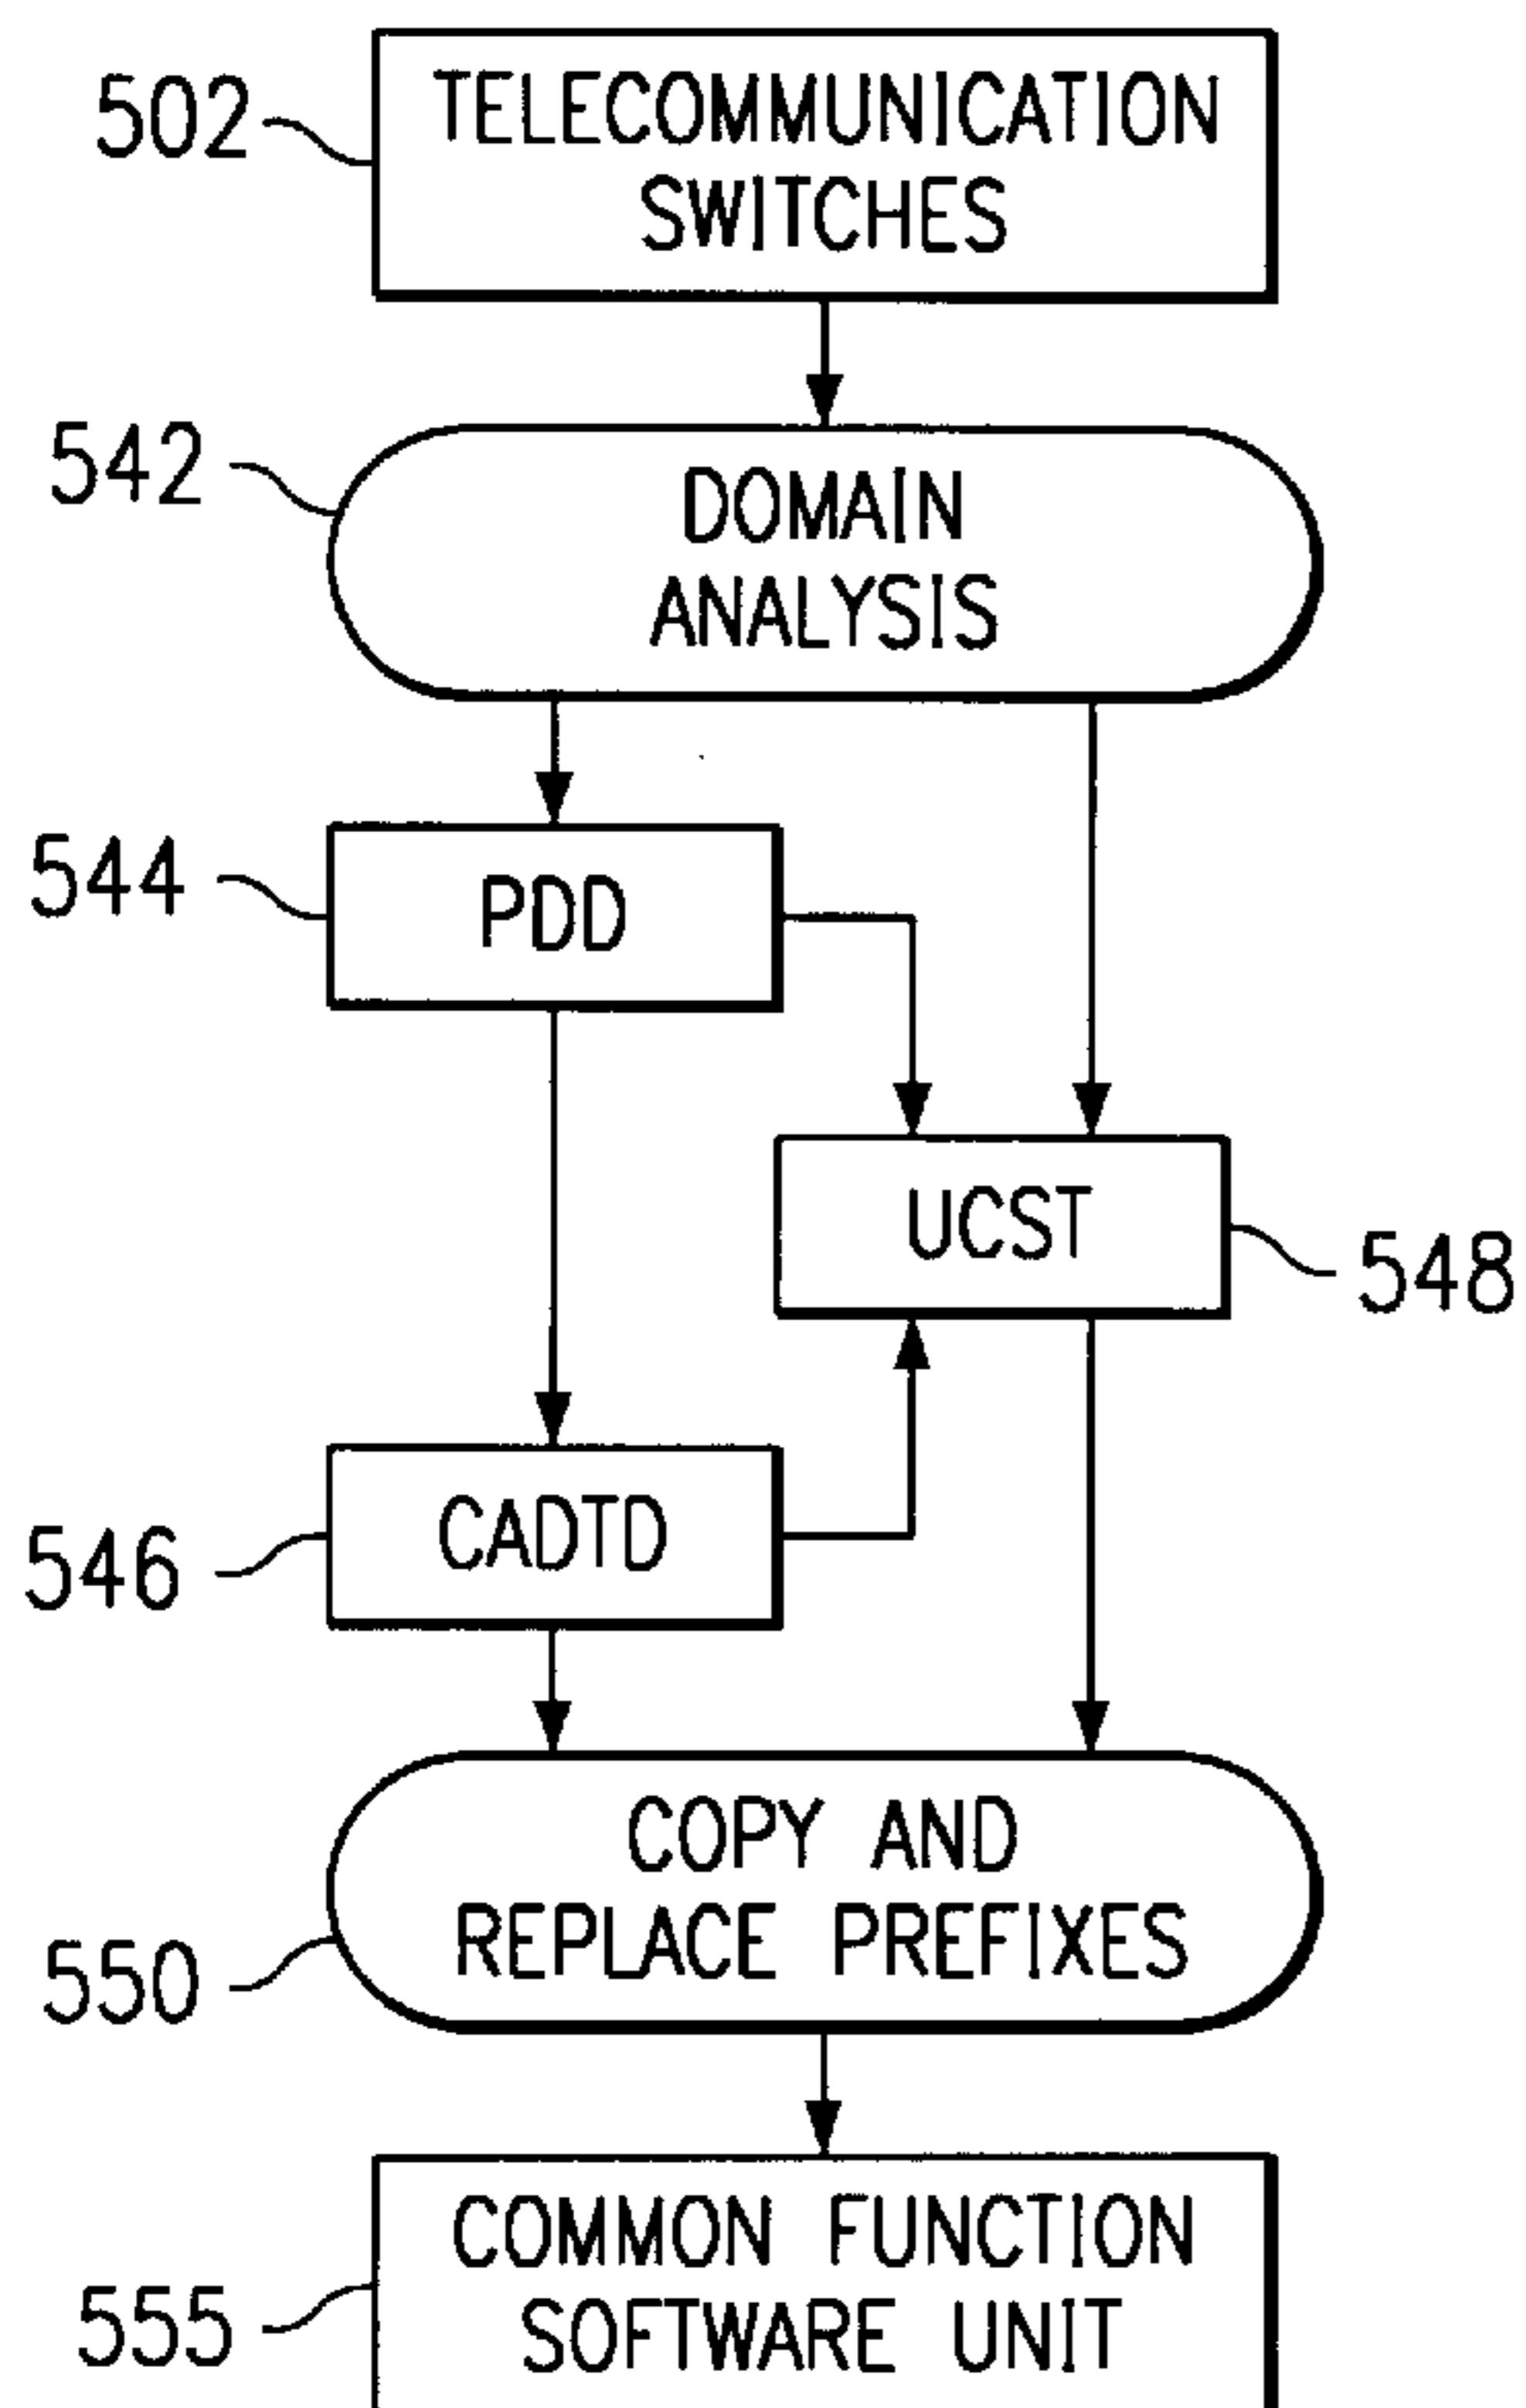 502
TELECOMMUNICATION
SWITCHES
542
DOMAIN
ANALYSIS
544
PDD
UCST
548
CADTD
546
COPY AND
REPLACE PREFIXES
550
COMMON FUNCTION
SOFTWARE UNIT
555